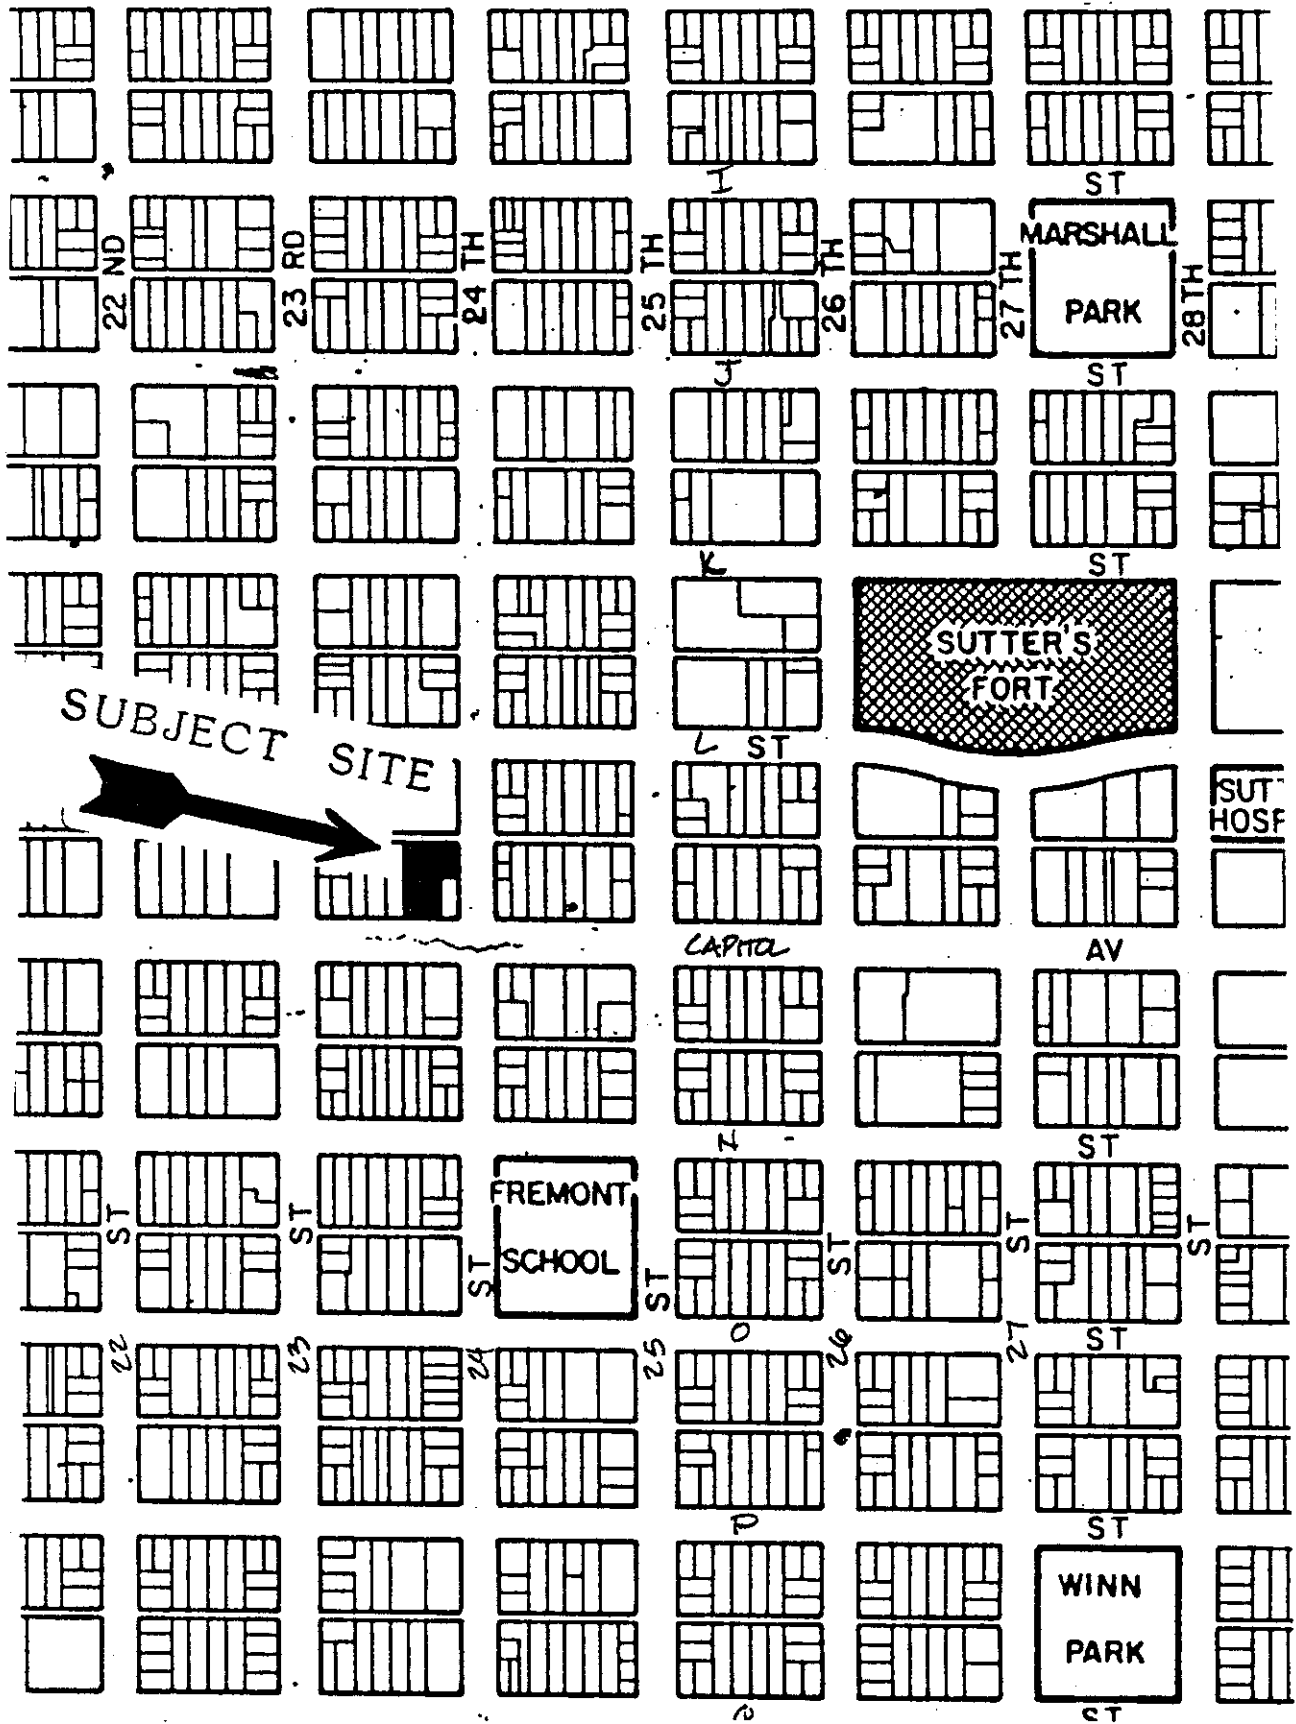 I ST
22 ND
23 RD
24 TH
25 TH
26 TH
27 TH
28 TH
MARSHALL
PARK
J ST
K ST
SUTTER'S
FORT
SUBJECT SITE
L ST
SUT
HOSP
CAPITOL AV
N ST
FREMONT
SCHOOL
ST
ST
ST
ST
ST
ST
ST
O ST
22
23
24
25
26
27
P ST
WINN
PARK
ST